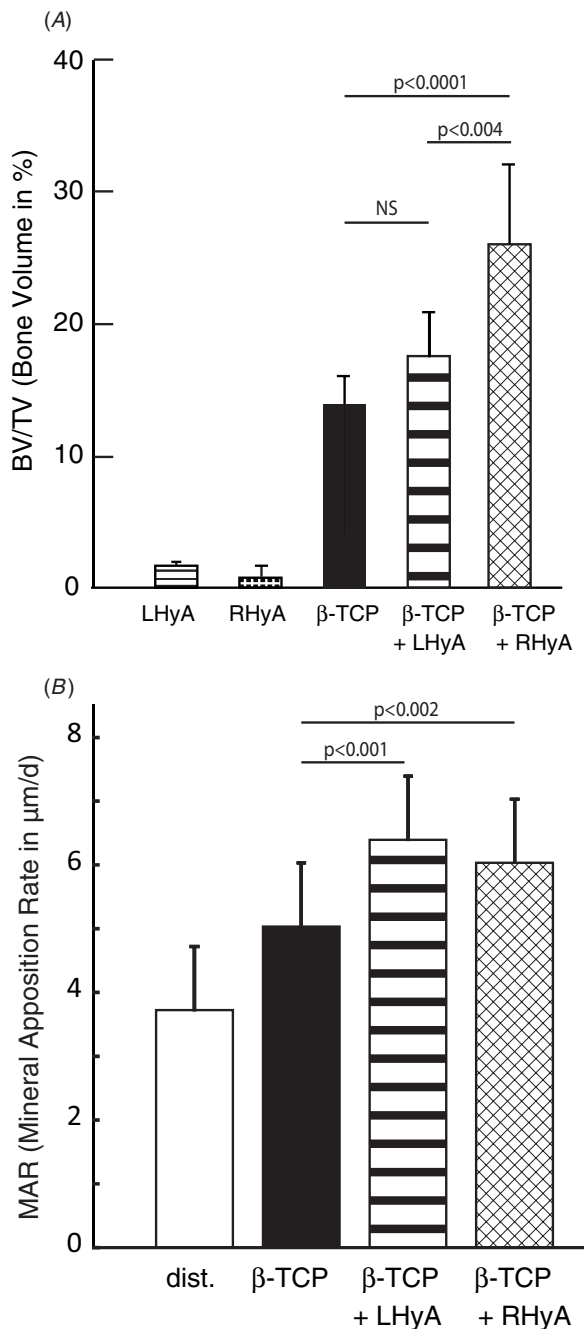 (A)
BV/TV (Bone Volume in %)
40
30
20
10
0
p<0.0001
p<0.004
NS
LHyA
RHyA
β-TCP
β-TCP
+ LHyA
β-TCP
+ RHyA
(B)
MAR (Mineral Apposition Rate in μm/d)
8
6
4
2
0
p<0.002
p<0.001
dist.
β-TCP
β-TCP
+ LHyA
β-TCP
+ RHyA